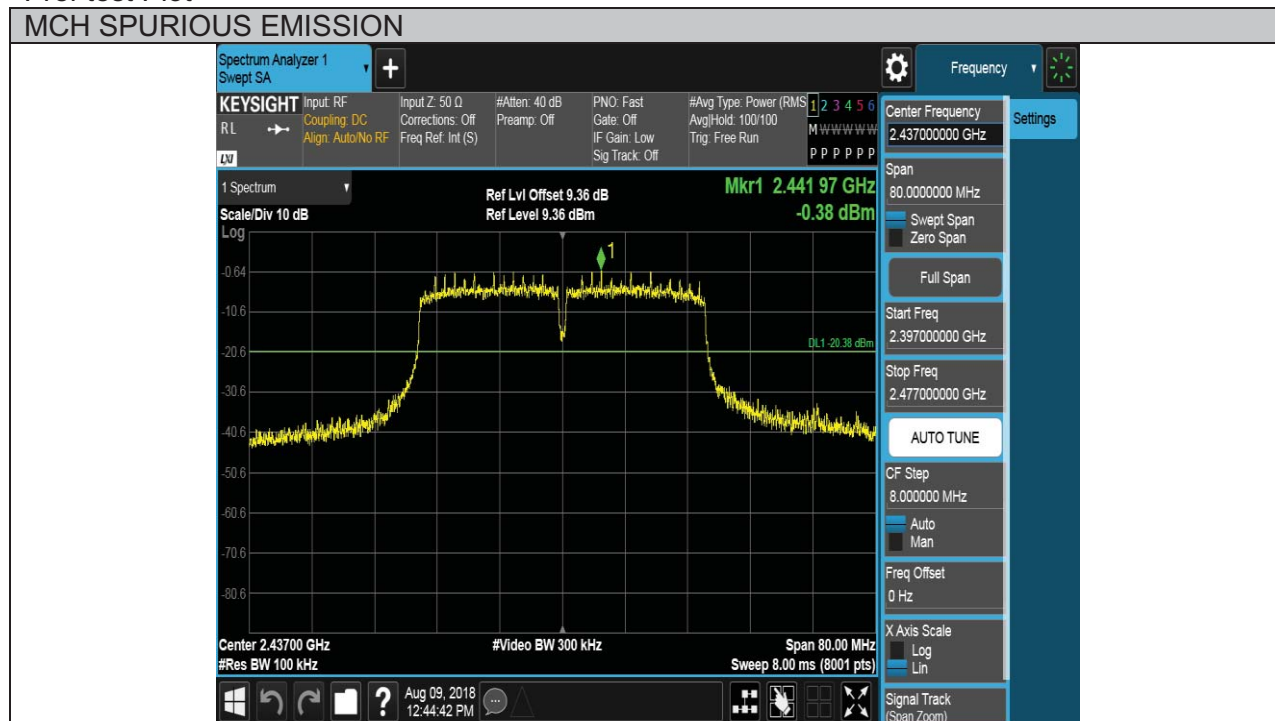 MCH SPURIOUS EMISSION
Spectrum Analyzer 1
Swept SA
Frequency
KEYSIGHT
RL
LXI
Input: RF
Coupling: DC
Align: Auto/No RF
Input Z: 50 Ω
Corrections: Off
Freq Ref: Int (S)
#Atten: 40 dB
Preamp: Off
PNO: Fast
Gate: Off
IF Gain: Low
Sig Track: Off
#Avg Type: Power (RMS
Avg|Hold: 100/100
Trig: Free Run
1 2 3 4 5 6
M W W W W W
P P P P P P
1 Spectrum
Scale/Div 10 dB
Log
Ref Lvl Offset 9.36 dB
Ref Level 9.36 dBm
Mkr1 2.441 97 GHz
-0.38 dBm
1
-0.64
-10.6
-20.6
-30.6
-40.6
-50.6
-60.6
-70.6
-80.6
DL1 -20.38 dBm
Center 2.43700 GHz
#Res BW 100 kHz
#Video BW 300 kHz
Span 80.00 MHz
Sweep 8.00 ms (8001 pts)
Aug 09, 2018
12:44:42 PM
Center Frequency
2.437000000 GHz
Settings
Span
80.0000000 MHz
Swept Span
Zero Span
Full Span
Start Freq
2.397000000 GHz
Stop Freq
2.477000000 GHz
AUTO TUNE
CF Step
8.000000 MHz
Auto
Man
Freq Offset
0 Hz
X Axis Scale
Log
Lin
Signal Track
(Span Zoom)